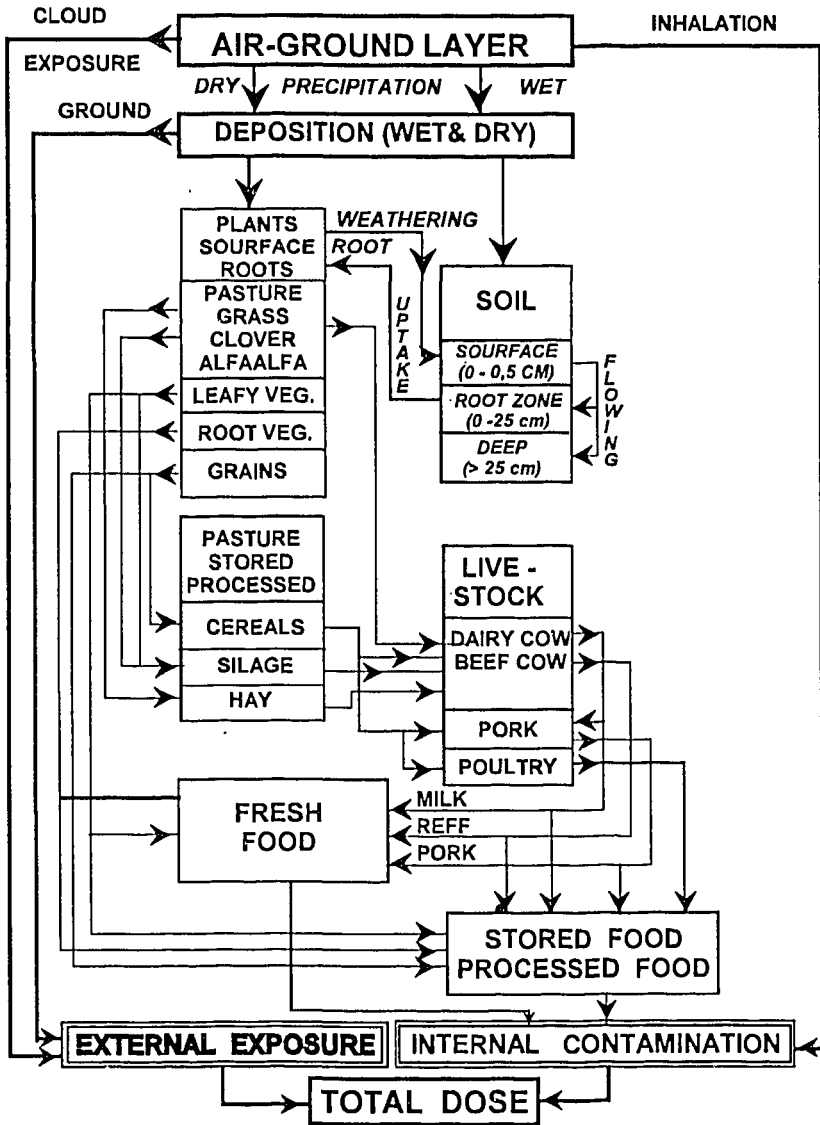 CLOUD
INHALATION
AIR-GROUND LAYER
EXPOSURE
DRY PRECIPITATION WET
GROUND
DEPOSITION (WET& DRY)
PLANTS
SOURFACE
ROOTS
WEATHERING
ROOT
UPTAKE
PASTURE
GRASS
CLOVER
ALFAALFA
LEAFY VEG.
ROOT VEG.
GRAINS
SOIL
SOURFACE
(0 - 0,5 CM)
ROOT ZONE
(0 -25 cm)
DEEP
(> 25 cm)
FLOWING
PASTURE
STORED
PROCESSED
CEREALS
SILAGE
HAY
LIVE -
STOCK
DAIRY COW
BEEF COW
PORK
POULTRY
FRESH
FOOD
MILK
REFF
PORK
STORED FOOD
PROCESSED FOOD
EXTERNAL EXPOSURE
INTERNAL CONTAMINATION
TOTAL DOSE